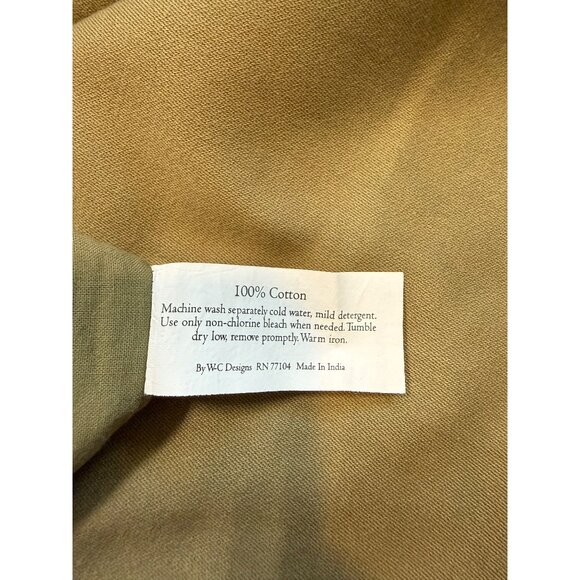 100% Cotton
Machine wash separately cold water, mild detergent.
Use only non-chlorine bleach when needed. Tumble
dry low, remove promptly. Warm iron.
By W-C Designs RN 77104 Made In India